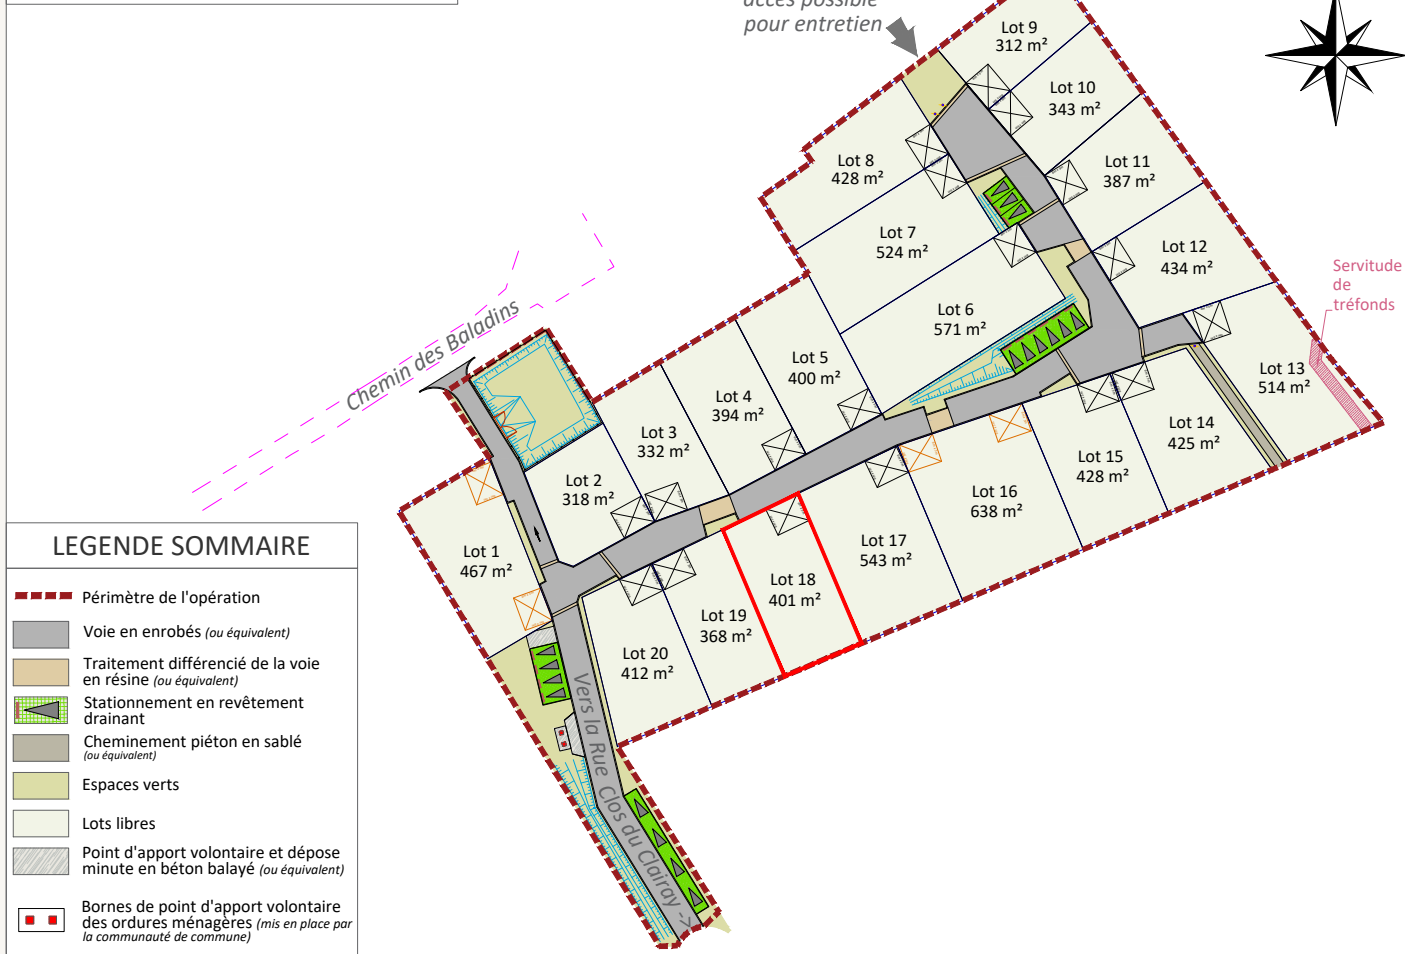 accès possible
pour entretien
Lot 9
312 m²
Lot 10
343 m²
Lot 8
428 m²
Lot 11
387 m²
Lot 7
524 m²
Lot 12
434 m²
Servitude
de
tréfonds
Lot 6
571 m²
Chemin des Baladins
Lot 5
400 m²
Lot 13
514 m²
Lot 4
394 m²
Lot 3
332 m²
Lot 14
425 m²
Lot 15
428 m²
Lot 2
318 m²
Lot 16
638 m²
Lot 1
467 m²
Lot 17
543 m²
Lot 18
401 m²
Lot 19
368 m²
Lot 20
412 m²
Vers la Rue Clos du Clairay ->
LEGENDE SOMMAIRE
Périmètre de l'opération
Voie en enrobés (ou équivalent)
Traitement différencié de la voie
en résine (ou équivalent)
Stationnement en revêtement
drainant
Cheminement piéton en sablé
(ou équivalent)
Espaces verts
Lots libres
Point d'apport volontaire et dépose
minute en béton balayé (ou équivalent)
Bornes de point d'apport volontaire
des ordures ménagères (mis en place par
la communauté de commune)